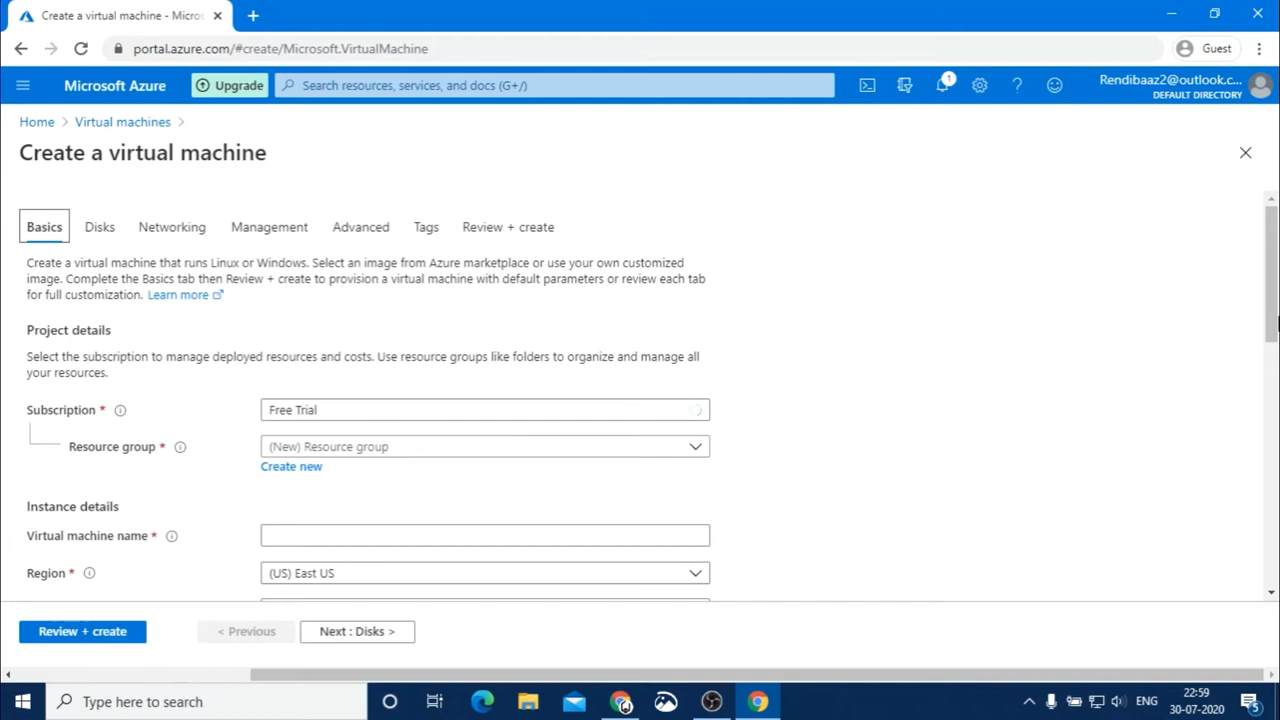 Create a virtual machine - Micros
portal.azure.com/#create/Microsoft.VirtualMachine
Guest
Microsoft Azure
Upgrade
Search resources, services, and docs (G+/)
1
Rendibaaz2@outlook.c...
DEFAULT DIRECTORY
Home > Virtual machines >
Create a virtual machine
Basics Disks Networking Management Advanced Tags Review + create
Create a virtual machine that runs Linux or Windows. Select an image from Azure marketplace or use your own customized
image. Complete the Basics tab then Review + create to provision a virtual machine with default parameters or review each tab
for full customization. Learn more
Project details
Select the subscription to manage deployed resources and costs. Use resource groups like folders to organize and manage all
your resources.
Subscription * Free Trial
Resource group * (New) Resource group
Create new
Instance details
Virtual machine name *
Region * (US) East US
Review + create < Previous Next : Disks >
Type here to search
ENG
22:59
30-07-2020
5